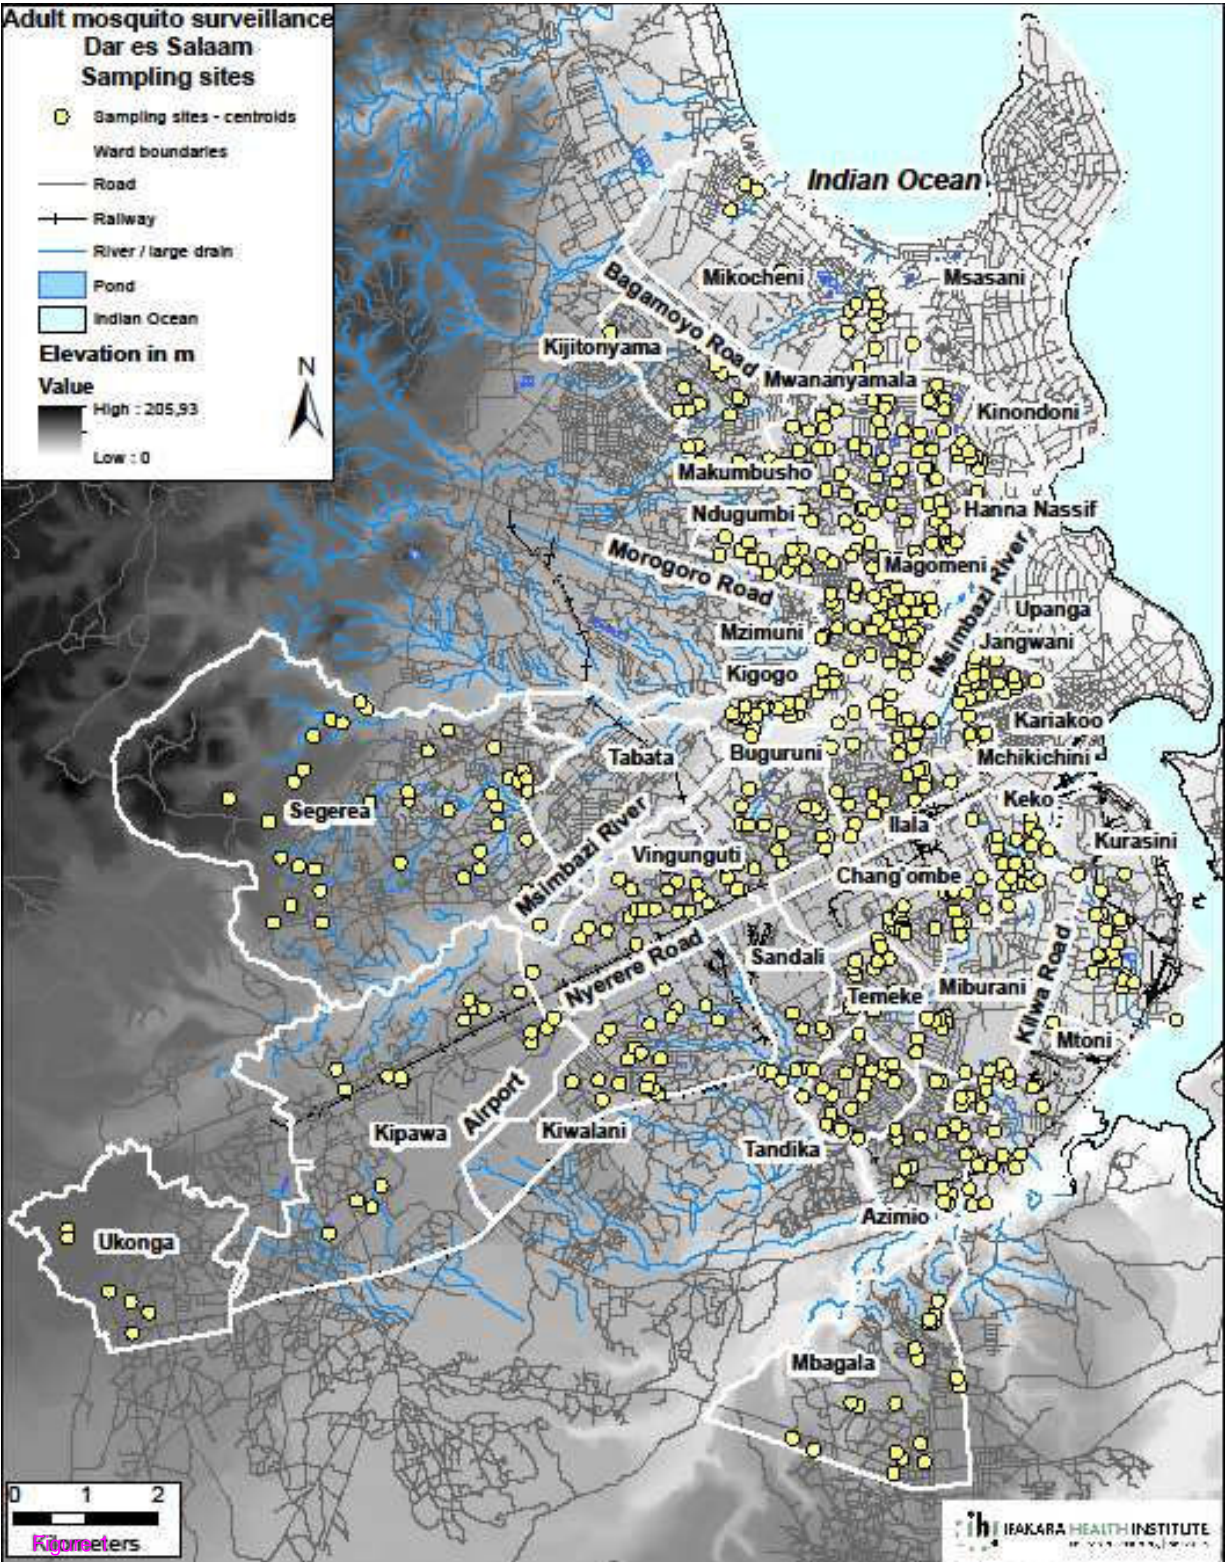 Adult mosquito surveillance
Dar es Salaam
Sampling sites
Sampling sites - centroids
Ward boundaries
Road
Railway
River / large drain
Pond
Indian Ocean
Elevation in m
Value
High : 205,93
Low : 0
N
Indian Ocean
Mikocheni
Msasani
Bagamoyo Road
Kijitonyama
Mwananyamala
Kinondoni
Makumbusho
Ndugumbi
Hanna Nassif
Morogoro Road
Magomeni
Msimbazi River
Upanga
Mzimuni
Jangwani
Kigogo
Kariakoo
Tabata
Buguruni
Mchikichini
Segerea
Keko
Ilala
Kurasini
Msimbazi River
Vingunguti
Chang'ombe
Nyerere Road
Sandali
Kilwa Road
Temeke
Miburani
Mtoni
Airport
Kipawa
Kiwalani
Tandika
Azimio
Ukonga
Mbagala
0 1 2
Kilometers
Figure 1
ih IFAKARA HEALTH INSTITUTE